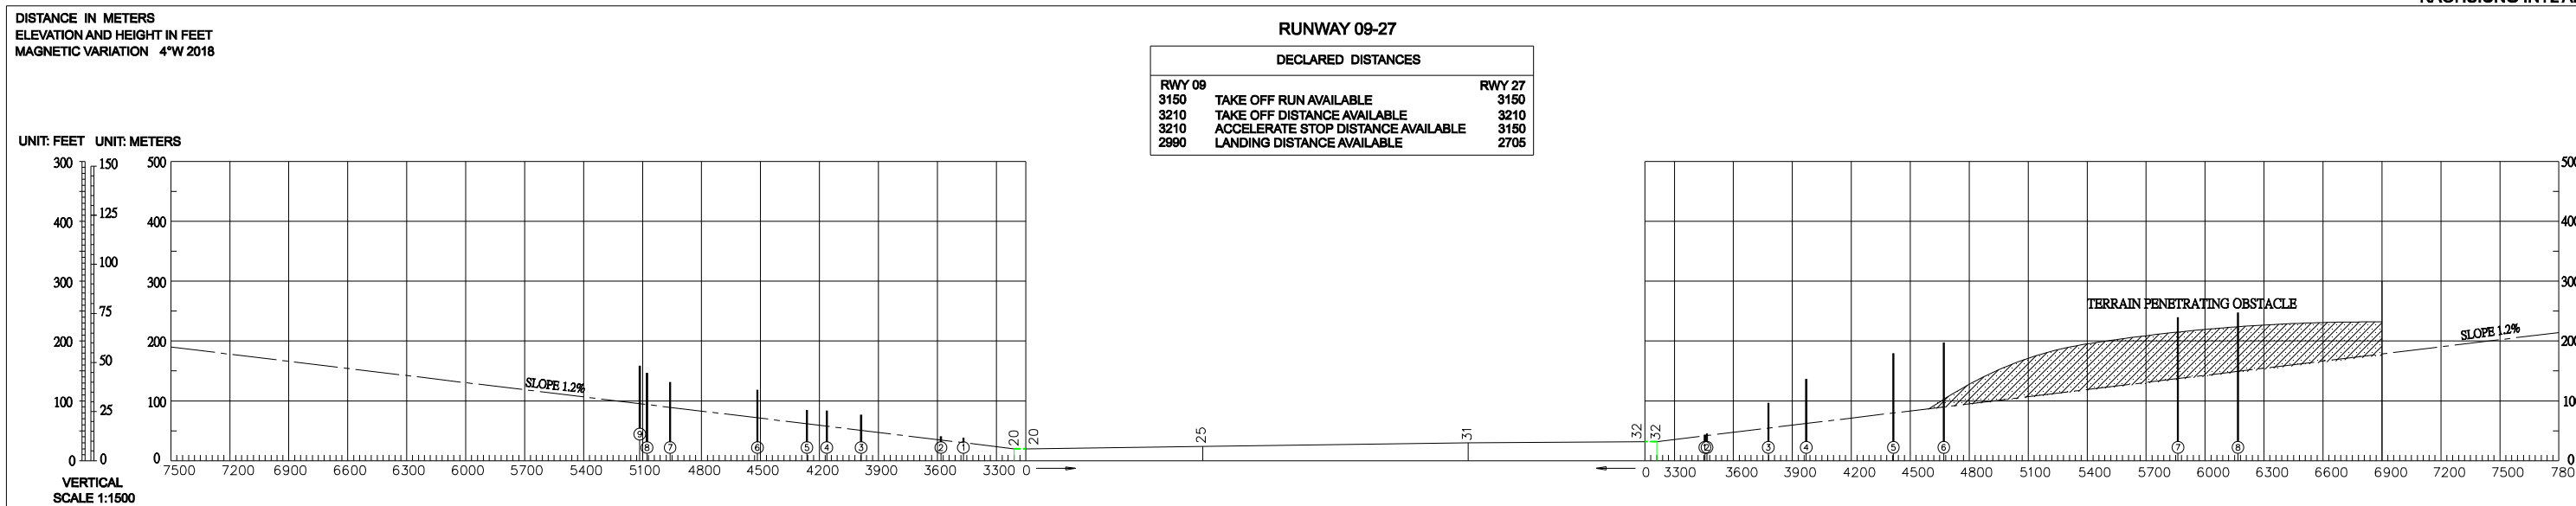 DISTANCE IN METERS
ELEVATION AND HEIGHT IN FEET
MAGNETIC VARIATION 4°W 2018
RUNWAY 09-27
DECLARED DISTANCES
RWY 09 RWY 27
3150 TAKE OFF RUN AVAILABLE 3150
3210 TAKE OFF DISTANCE AVAILABLE 3210
3210 ACCELERATE STOP DISTANCE AVAILABLE 3150
2990 LANDING DISTANCE AVAILABLE 2705
UNIT: FEET UNIT: METERS
300 150 500
125
400 400
100
300 300
75
200 200
50
100 100
25
0 0 0
SLOPE 1.2%
9 8 7 6 5 4 3 2 1
7500 7200 6900 6600 6300 6000 5700 5400 5100 4800 4500 4200 3900 3600 3300 0
VERTICAL
SCALE 1:1500
20 20 25 31 32 32
TERRAIN PENETRATING OBSTACLE
SLOPE 1.2%
2 3 4 5 6 7 8
0 3300 3600 3900 4200 4500 4800 5100 5400 5700 6000 6300 6600 6900 7200 7500 780